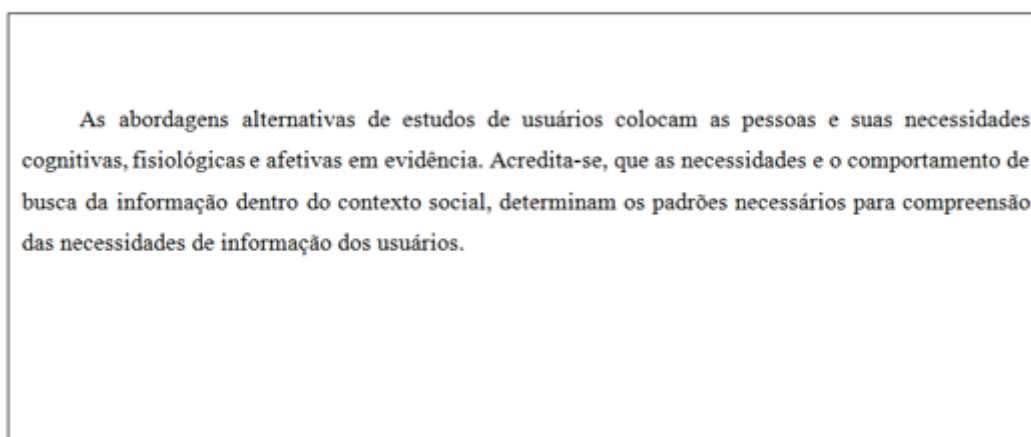 As abordagens alternativas de estudos de usuários colocam as pessoas e suas necessidades
cognitivas, fisiológicas e afetivas em evidência. Acredita-se, que as necessidades e o comportamento de
busca da informação dentro do contexto social, determinam os padrões necessários para compreensão
das necessidades de informação dos usuários.